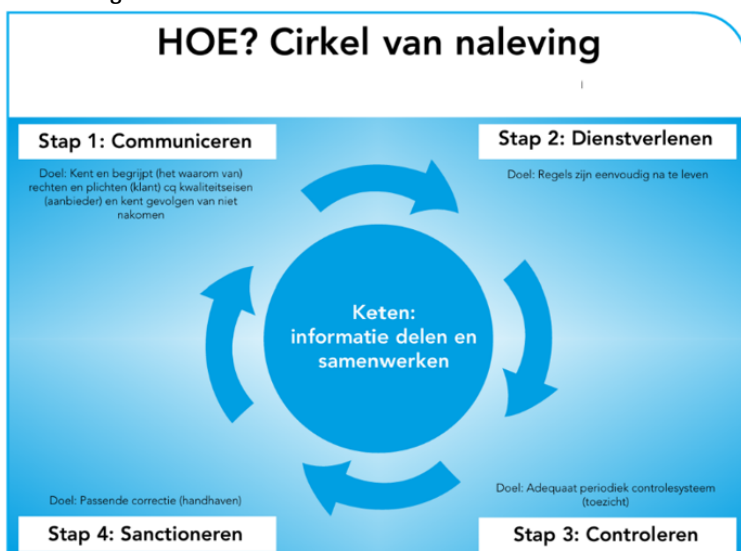 HOE? Cirkel van naleving
Stap 1: Communiceren
Doel: Kent en begrijpt (het waarom van)
rechten en plichten (klant) cq kwaliteitseisen
(aanbieder) en kent gevolgen van niet
nakomen
Stap 2: Dienstverlenen
Doel: Regels zijn eenvoudig na te leven
Keten:
informatie delen en
samenwerken
Doel: Passende correctie (handhaven)
Stap 4: Sanctioneren
Doel: Adequaat periodiek controlesysteem
(toezicht)
Stap 3: Controleren